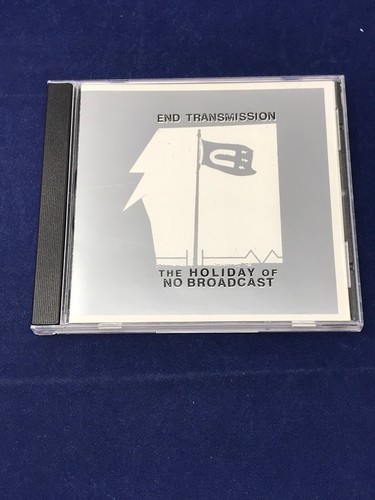 END TRANSMISSION
THE HOLIDAY OF
NO BROADCAST